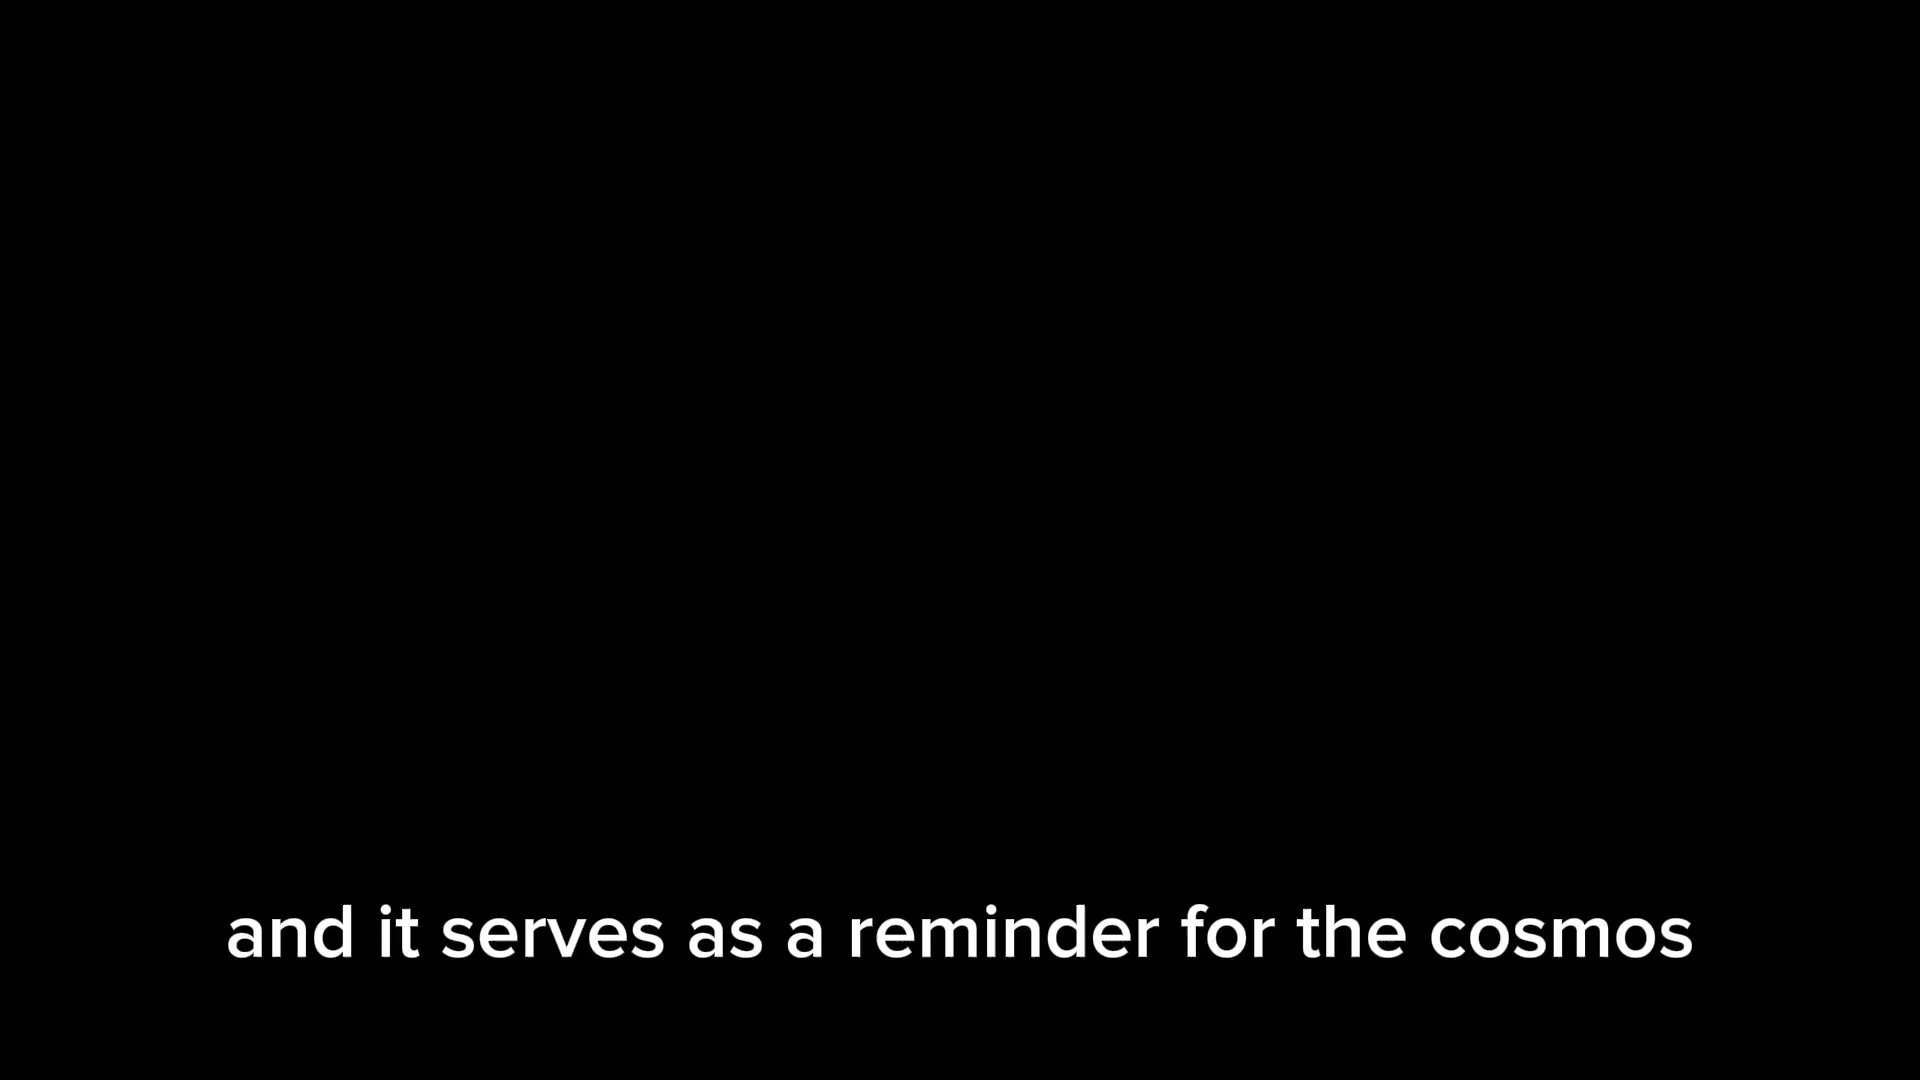 and it serves as a reminder for the cosmos